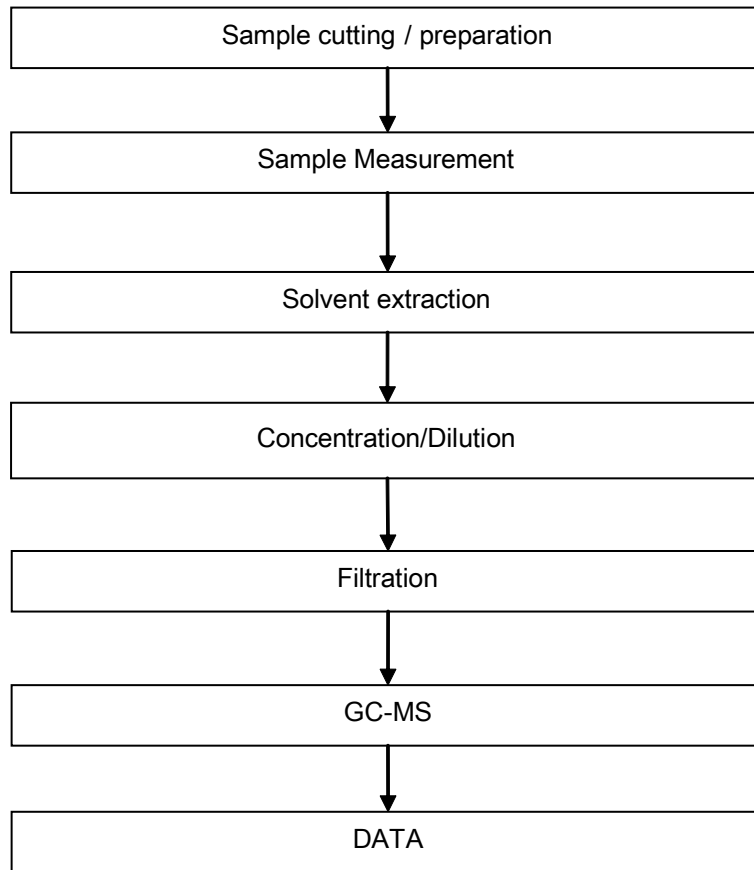 Sample cutting / preparation
Sample Measurement
Solvent extraction
Concentration/Dilution
Filtration
GC-MS
DATA